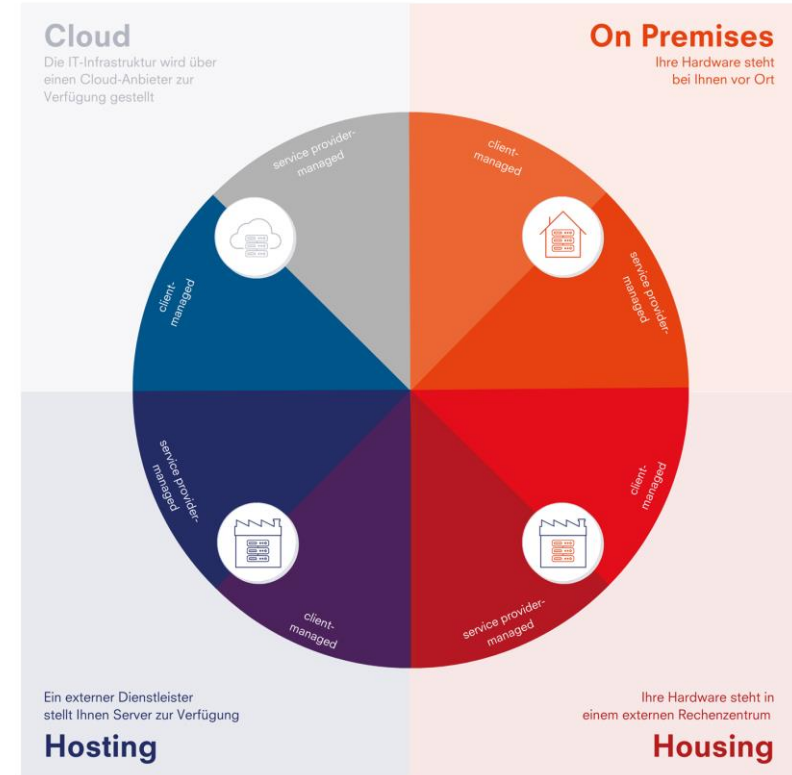 Cloud
Die IT-Infrastruktur wird über
einen Cloud-Anbieter zur
Verfügung gestellt
On Premises
Ihre Hardware steht
bei Ihnen vor Ort
service provider-
managed
client-
managed
client-
managed
service provider-
managed
service provider-
managed
client-
managed
client-
managed
service provider-
managed
Ein externer Dienstleister
stellt Ihnen Server zur Verfügung
Hosting
Ihre Hardware steht in
einem externen Rechenzentrum
Housing